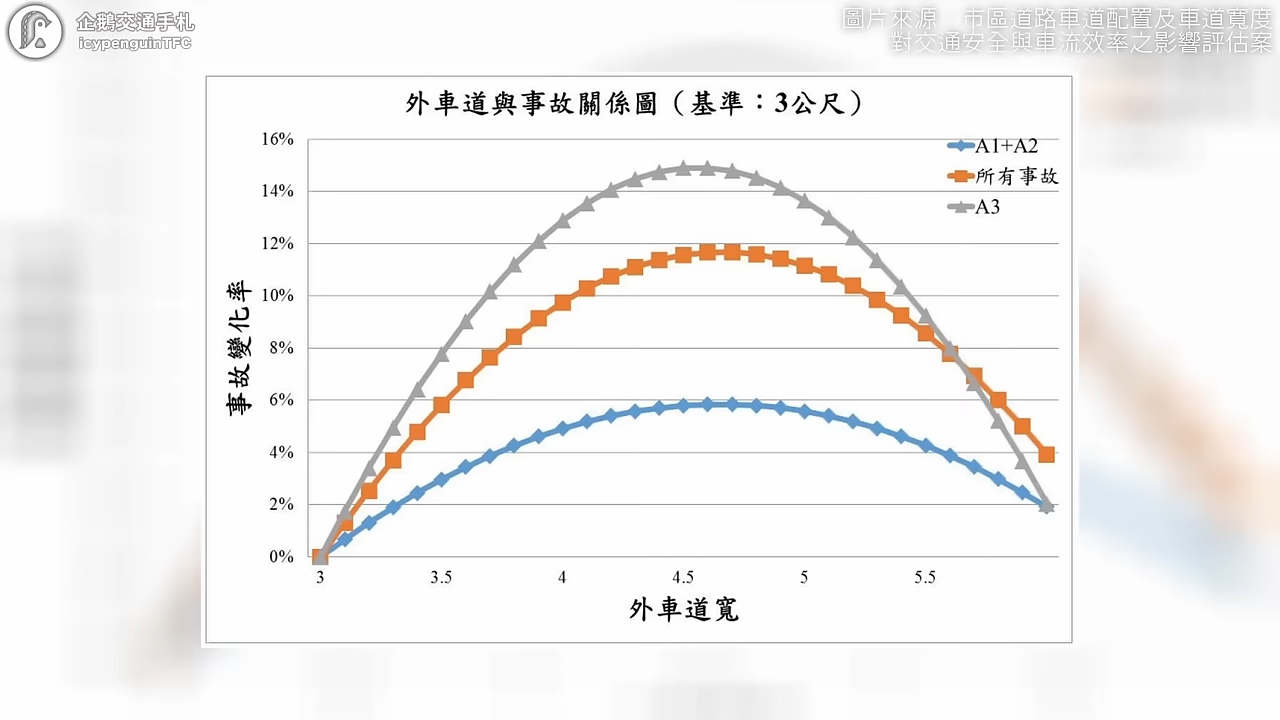 企鵝交通手札
icypenguinTFC
圖片來源 市區道路車道配置及車道寬度
對交通安全與車流效率之影響評估案
外車道與事故關係圖（基準：3公尺）
16%
14%
12%
10%
8%
6%
4%
2%
0%
事故變化率
A1+A2
所有事故
A3
3 3.5 4 4.5 5 5.5
外車道寬